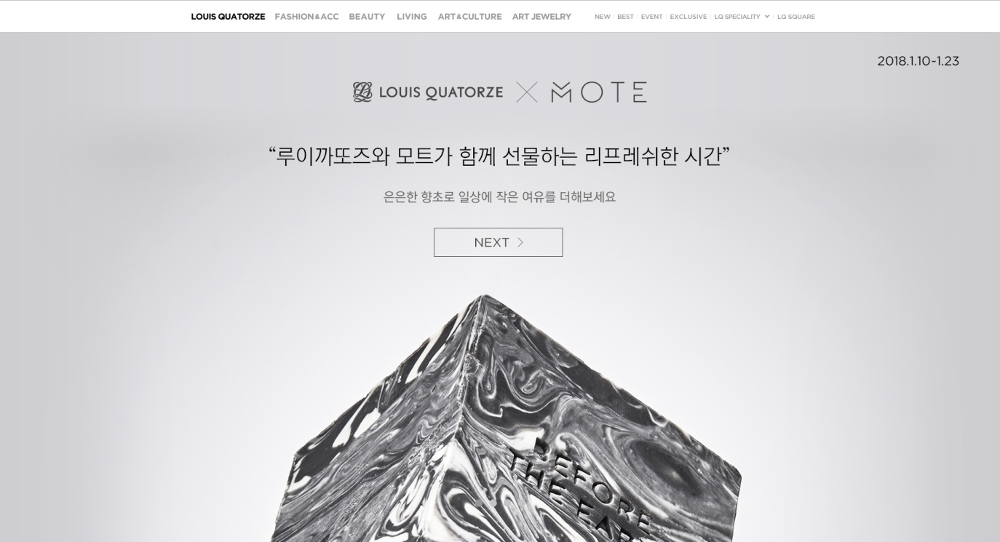 LOUIS QUATORZE FASHION&ACC BEAUTY LIVING ART&CULTURE ART JEWELRY NEW BEST EVENT EXCLUSIVE LQ SPECIALITY LQ SQUARE
2018.1.10~1.23
LOUIS QUATORZE X MOTE
“루이까또즈와 모트가 함께 선물하는 리프레쉬한 시간”
은은한 향초로 일상에 작은 여유를 더해보세요
NEXT >
BEFORE
THE